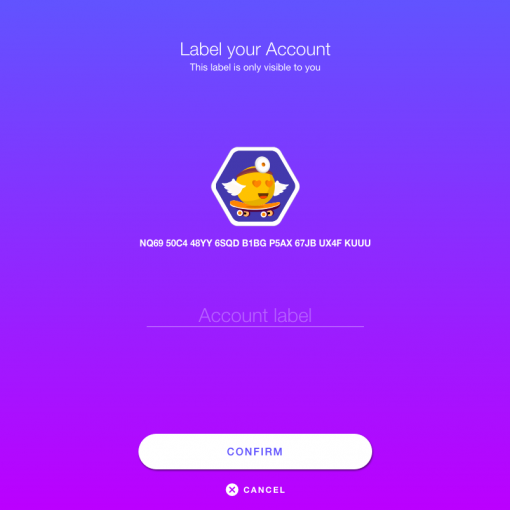 Label your Account
This label is only visible to you
NQ69 50C4 48YY 6SQD B1BG P5AX 67JB UX4F KUUU
Account label
CONFIRM
CANCEL